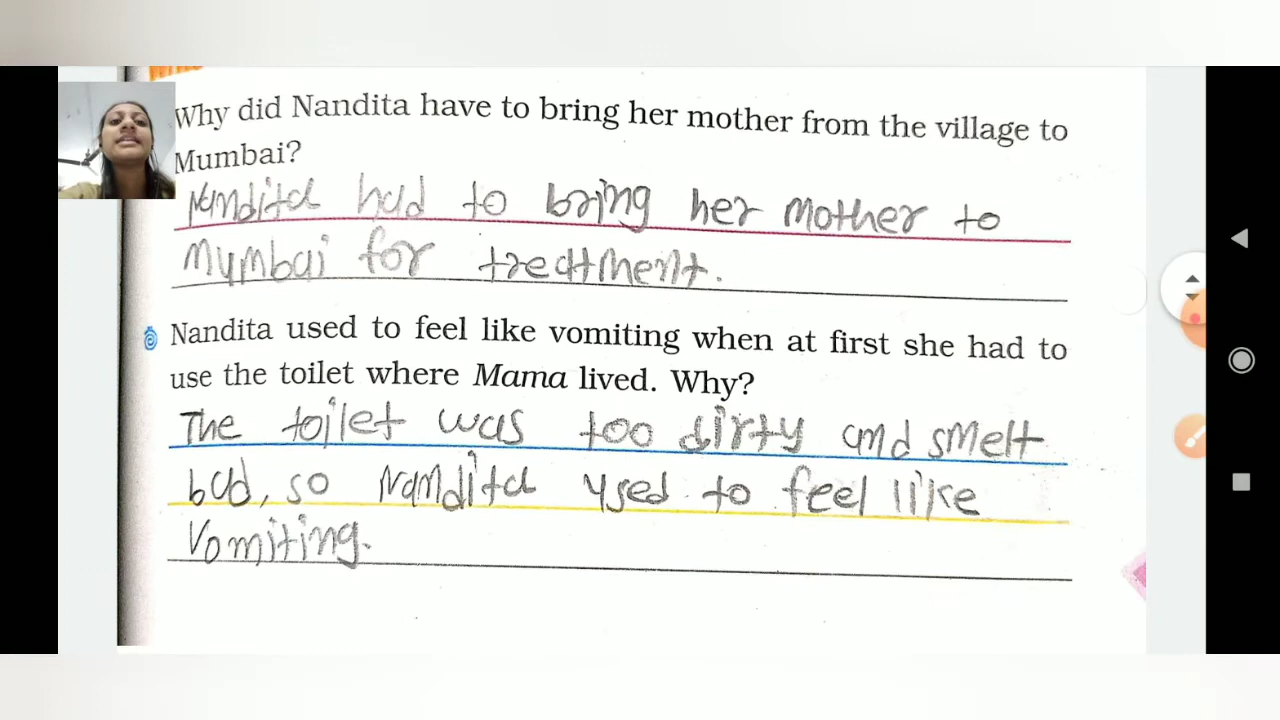 Why did Nandita have to bring her mother from the village to
Mumbai?
Nandita had to bring her mother to
Mumbai for treatment.
Nandita used to feel like vomiting when at first she had to
use the toilet where Mama lived. Why?
The toilet was too dirty and smelt
bad, so Nandita used to feel like
Vomiting.